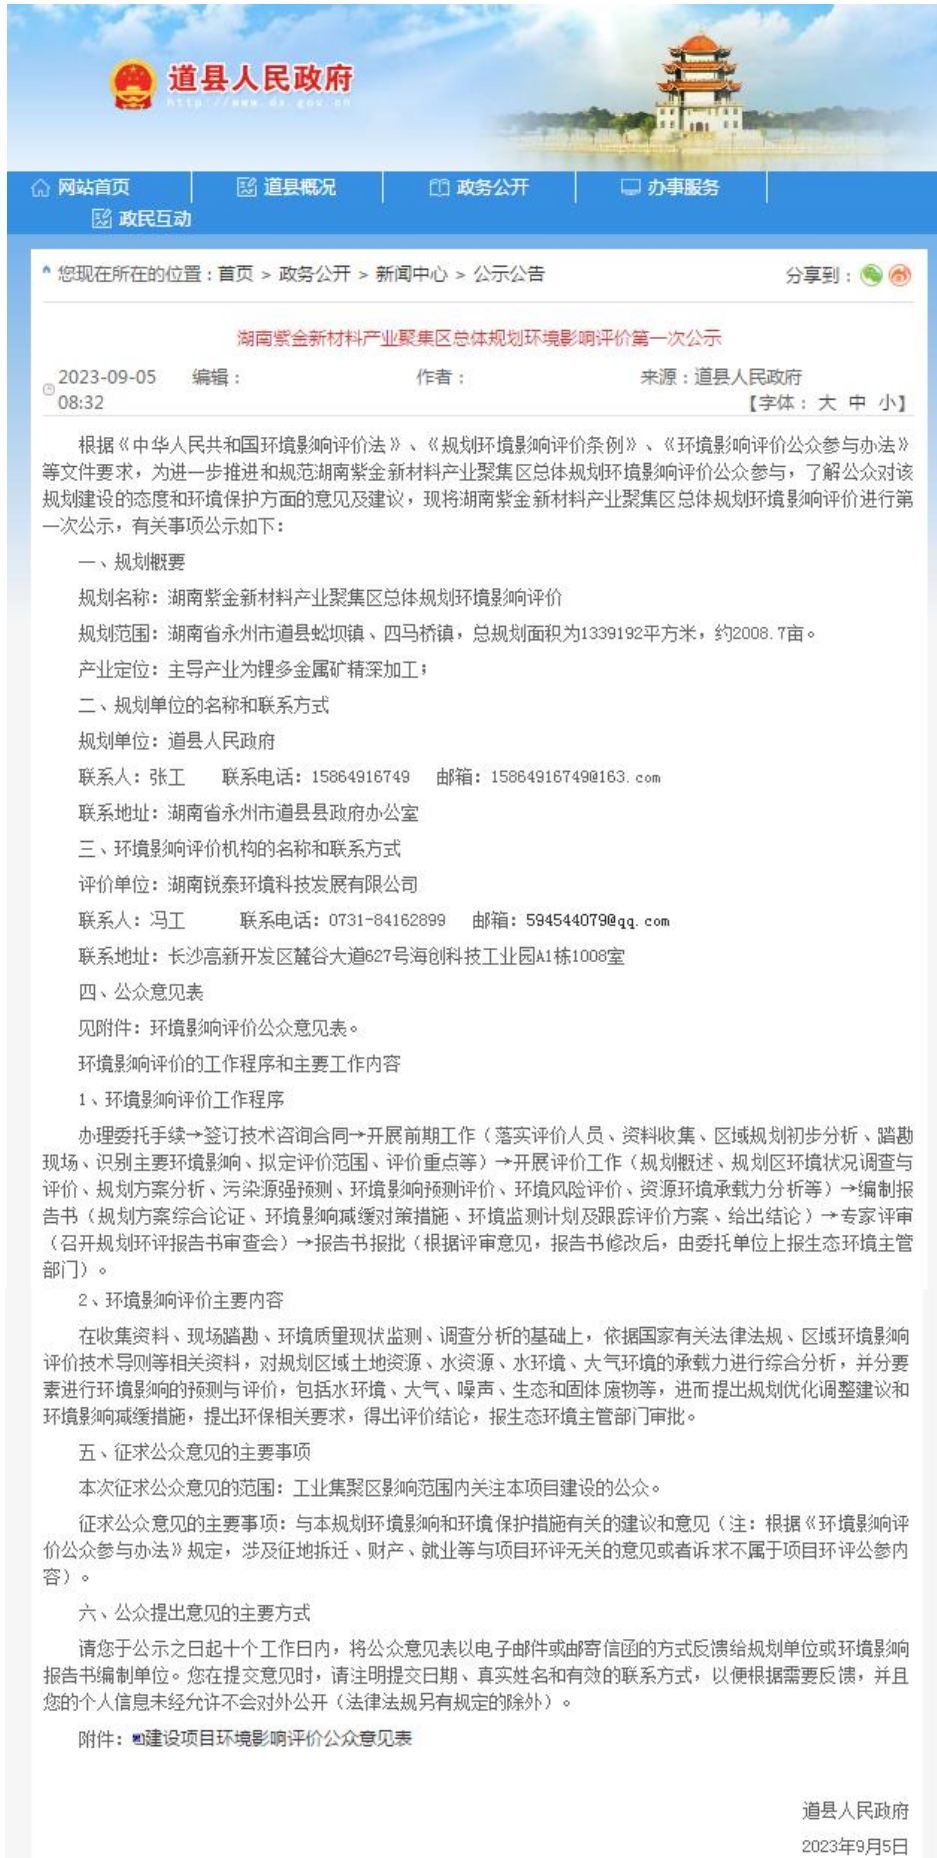 道县人民政府
http://www.dx.gov.cn
网站首页
道县概况
政务公开
办事服务
政民互动
您现在所在的位置：首页 > 政务公开 > 新闻中心 > 公示公告
分享到：
湖南紫金新材料产业聚集区总体规划环境影响评价第一次公示
2023-09-05
08:32
编辑：
作者：
来源：道县人民政府
【字体：大 中 小】
根据《中华人民共和国环境影响评价法》、《规划环境影响评价条例》、《环境影响评价公众参与办法》
等文件要求，为进一步推进和规范湖南紫金新材料产业聚集区总体规划环境影响评价公众参与，了解公众对该
规划建设的态度和环境保护方面的意见及建议，现将湖南紫金新材料产业聚集区总体规划环境影响评价进行第
一次公示，有关事项公示如下：
一、规划概要
规划名称：湖南紫金新材料产业聚集区总体规划环境影响评价
规划范围：湖南省永州市道县蚣坝镇、四马桥镇，总规划面积为1339192平方米，约2008.7亩。
产业定位：主导产业为锂多金属矿精深加工；
二、规划单位的名称和联系方式
规划单位：道县人民政府
联系人：张工 联系电话：15864916749 邮箱：15864916749@163.com
联系地址：湖南省永州市道县县政府办公室
三、环境影响评价机构的名称和联系方式
评价单位：湖南锐泰环境科技发展有限公司
联系人：冯工 联系电话：0731-84162899 邮箱：594544079@qq.com
联系地址：长沙高新开发区麓谷大道627号海创科技工业园A1栋1008室
四、公众意见表
见附件：环境影响评价公众意见表。
环境影响评价的工作程序和主要工作内容
1、环境影响评价工作程序
办理委托手续→签订技术咨询合同→开展前期工作（落实评价人员、资料收集、区域规划初步分析、踏勘
现场、识别主要环境影响、拟定评价范围、评价重点等）→开展评价工作（规划概述、规划区环境状况调查与
评价、规划方案分析、污染源强预测、环境影响预测评价、环境风险评价、资源环境承载力分析等）→编制报
告书（规划方案综合论证、环境影响减缓对策措施、环境监测计划及跟踪评价方案、给出结论）→专家评审
（召开规划环评报告书审查会）→报告书报批（根据评审意见，报告书修改后，由委托单位上报生态环境主管
部门）。
2、环境影响评价主要内容
在收集资料、现场踏勘、环境质量现状监测、调查分析的基础上，依据国家有关法律法规、区域环境影响
评价技术导则等相关资料，对规划区域土地资源、水资源、水环境、大气环境的承载力进行综合分析，并分要
素进行环境影响的预测与评价，包括水环境、大气、噪声、生态和固体废物等，进而提出规划优化调整建议和
环境影响减缓措施，提出环保相关要求，得出评价结论，报生态环境主管部门审批。
五、征求公众意见的主要事项
本次征求公众意见的范围：工业集聚区影响范围内关注本项目建设的公众。
征求公众意见的主要事项：与本规划环境影响和环境保护措施有关的建议和意见（注：根据《环境影响评
价公众参与办法》规定，涉及征地拆迁、财产、就业等与项目环评无关的意见或者诉求不属于项目环评公参内
容）。
六、公众提出意见的主要方式
请您于公示之日起十个工作日内，将公众意见表以电子邮件或邮寄信函的方式反馈给规划单位或环境影响
报告书编制单位。您在提交意见时，请注明提交日期、真实姓名和有效的联系方式，以便根据需要反馈，并且
您的个人信息未经允许不会对外公开（法律法规另有规定的除外）。
附件：建设项目环境影响评价公众意见表
道县人民政府
2023年9月5日